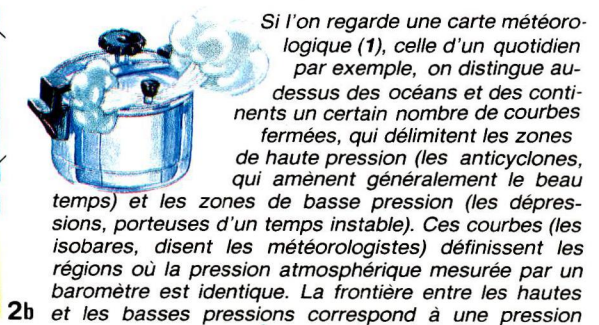 Si l'on regarde une carte météoro-
logique (1), celle d'un quotidien
par exemple, on distingue au-
dessus des océans et des conti-
nents un certain nombre de courbes
fermées, qui délimitent les zones
de haute pression (les anticyclones,
qui amènent généralement le beau
temps) et les zones de basse pression (les dépres-
sions, porteuses d'un temps instable). Ces courbes (les
isobares, disent les météorologistes) définissent les
régions où la pression atmosphérique mesurée par un
baromètre est identique. La frontière entre les hautes
2b et les basses pressions correspond à une pression